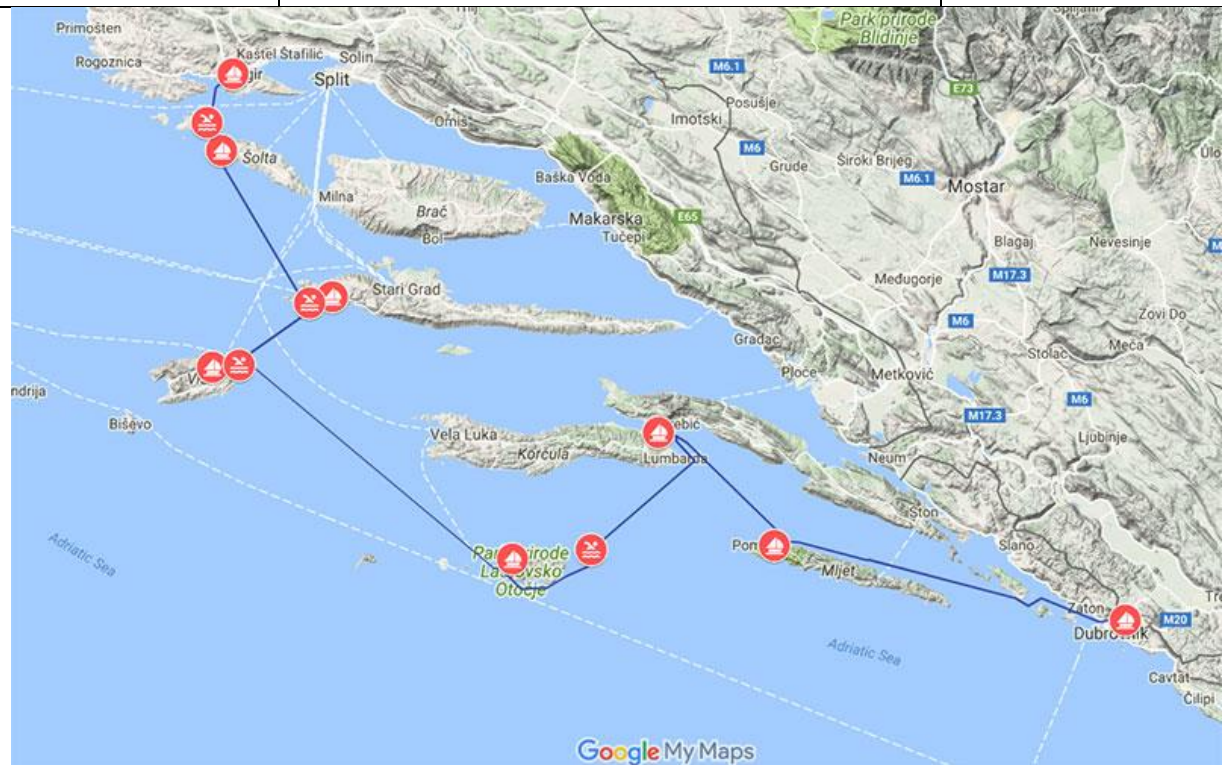 Primošten
Rogoznica
Kaštel Štafilić
Solin
Split
Omiš
Šolta
Milna
Brač
Bol
Baška Voda
Makarska
Tučepi
E65
Park prirode
Blidinje
M6.1
E73
Posušje
Imotski
M6
Grude
Široki Brijeg
M6.1
Mostar
Blagaj
Nevesinje
M17.3
Međugorje
M6
Zovi Do
Stolac
Meča
Stari Grad
Gradac
Ploče
Metković
M17.3
M6
Ljubinje
Neum
Biševo
Vela Luka
Korčula
Lumbarda
Ston
Slano
Adriatic Sea
Park prirode
Otočje
Mljet
Zaton
M20
Adriatic Sea
Cavtat
Čilipi
Google My Maps